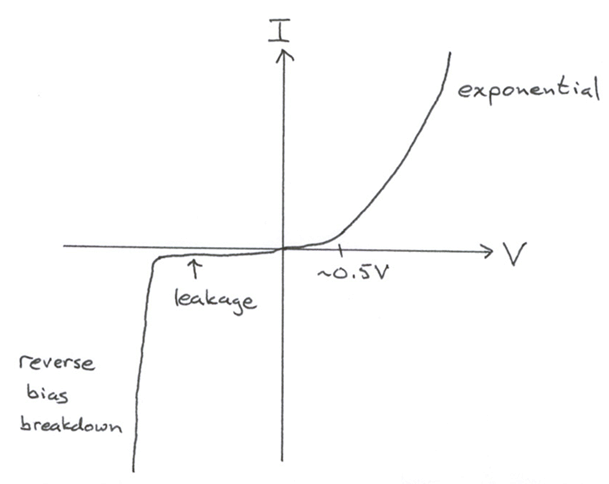 I
exponential
V
~0.5V
leakage
reverse
bias
breakdown